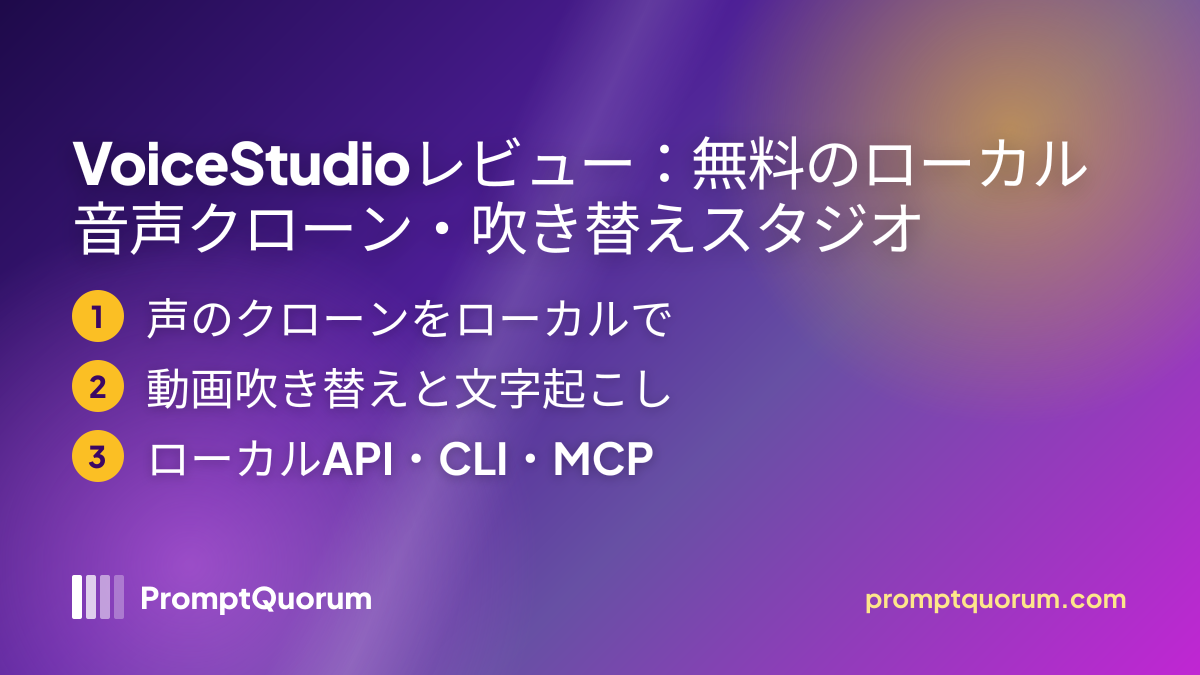 VoiceStudioレビュー：無料のローカル
音声クローン・吹き替えスタジオ
1 声のクローンをローカルで
2 動画吹き替えと文字起こし
3 ローカルAPI・CLI・MCP
PromptQuorum
promptquorum.com